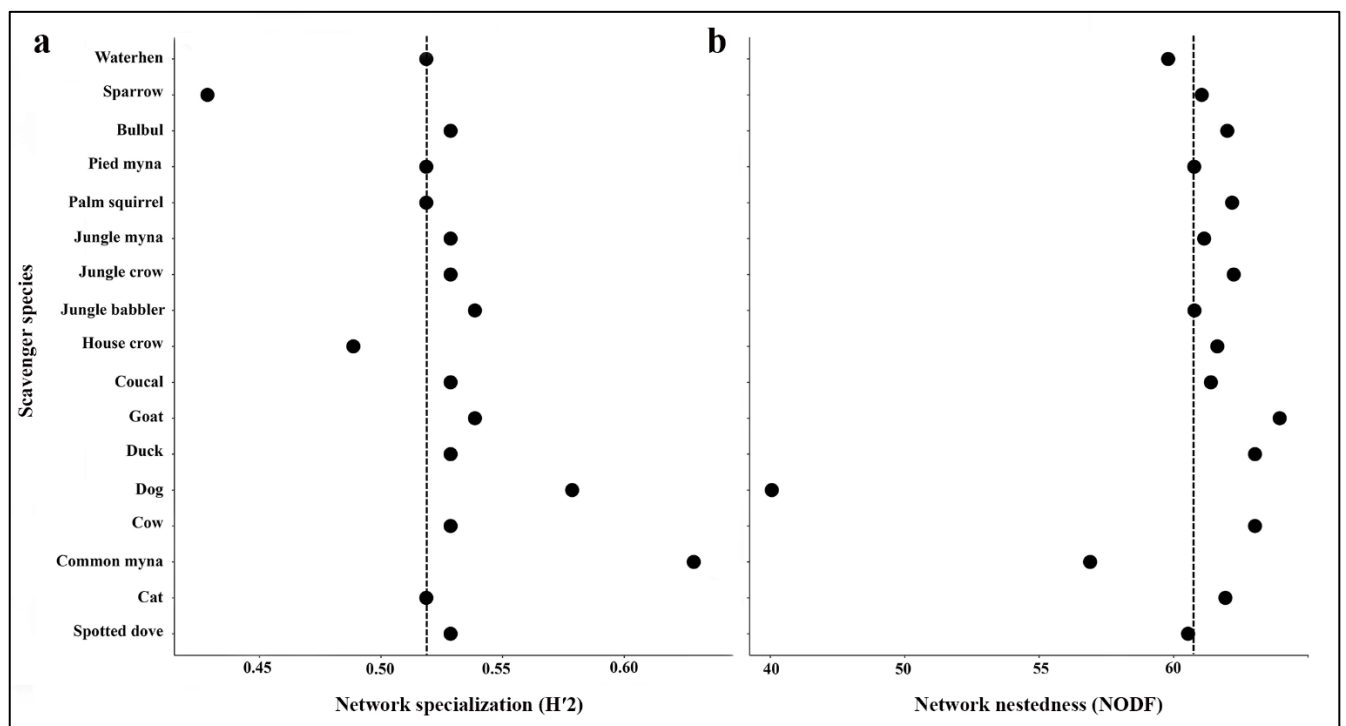 a
b
Waterhen
Sparrow
Bulbul
Pied myna
Palm squirrel
Jungle myna
Jungle crow
Jungle babbler
House crow
Coucal
Goat
Duck
Dog
Cow
Common myna
Cat
Spotted dove
Scavenger species
0.45 0.50 0.55 0.60
40 50 55 60
Network specialization (H′2)
Network nestedness (NODF)